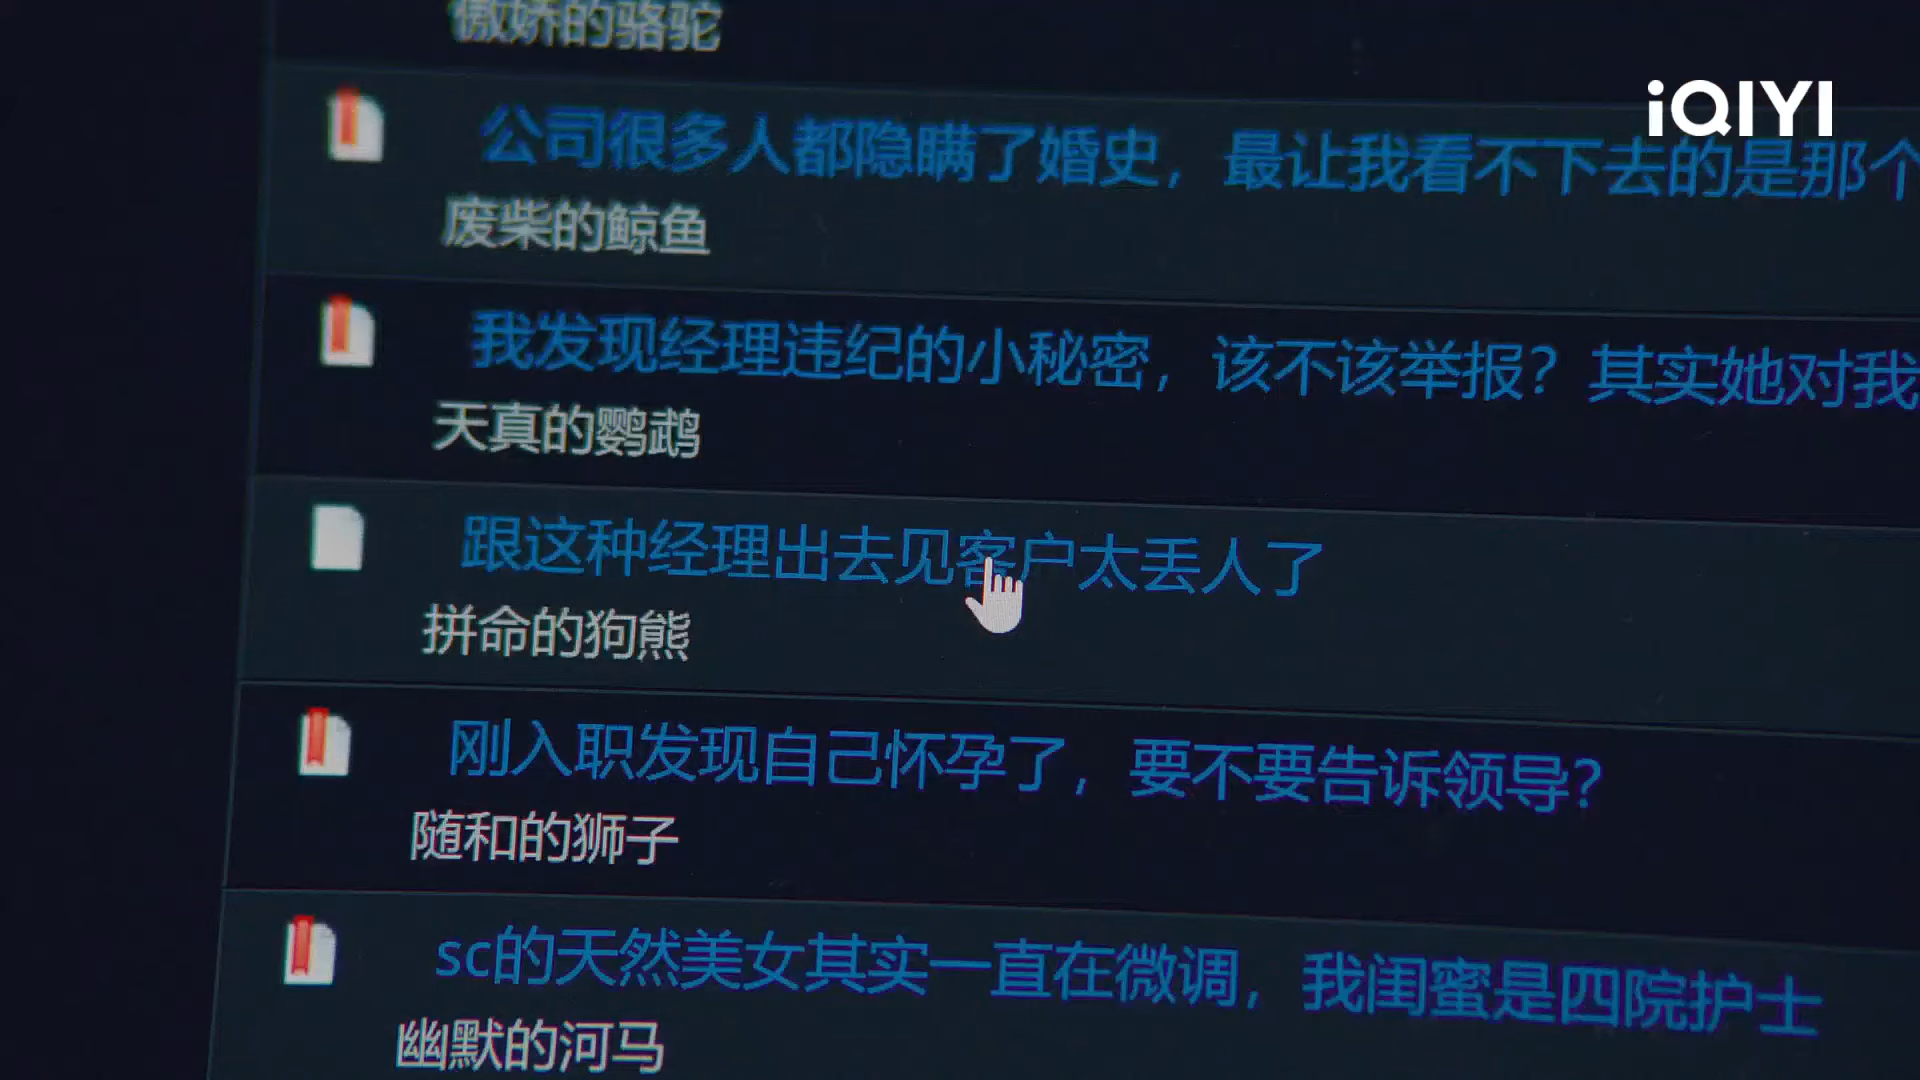 傲娇的骆驼
iQIYI
公司很多人都隐瞒了婚史，最让我看不下去的是那个
废柴的鲸鱼
我发现经理违纪的小秘密，该不该举报？其实她对我
天真的鹦鹉
跟这种经理出去见客户太丢人了
拼命的狗熊
刚入职发现自己怀孕了，要不要告诉领导？
随和的狮子
sc的天然美女其实一直在微调，我闺蜜是四院护士
幽默的河马